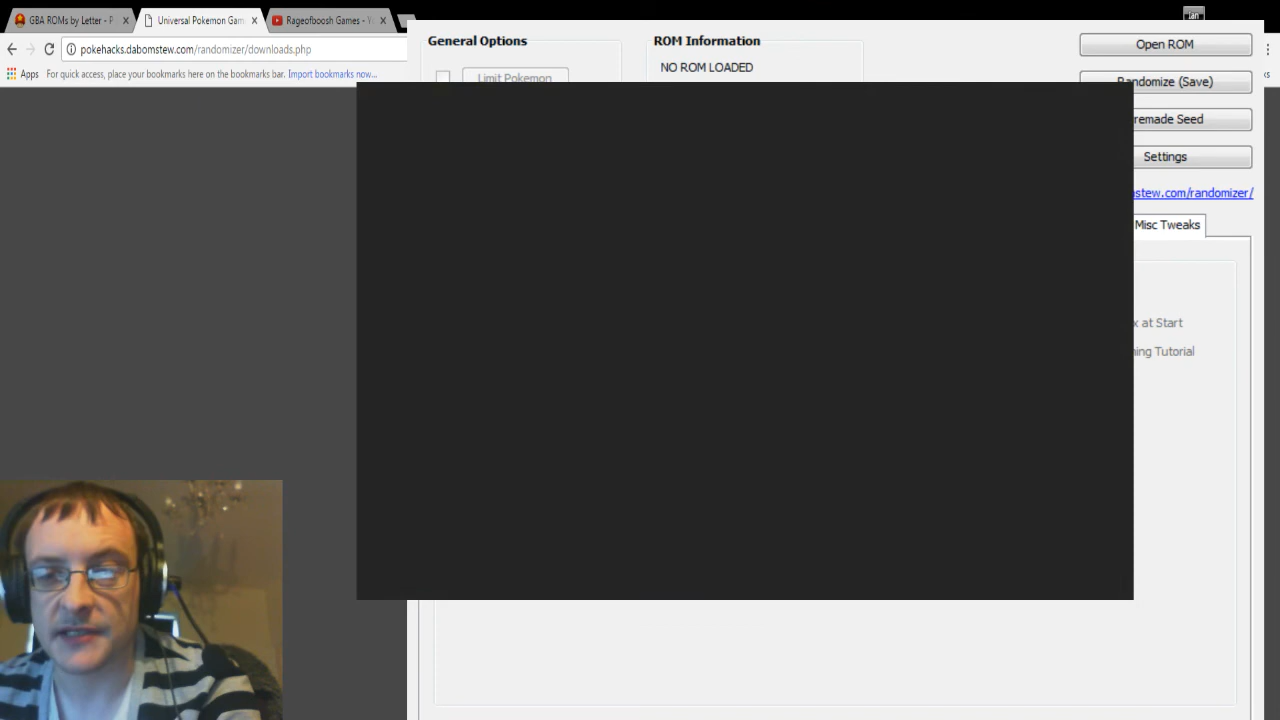 GBA ROMs by Letter - P
Universal Pokemon Gam
Rageofboosh Games - Y
Ian
pokehacks.dabomstew.com/randomizer/downloads.php
Apps For quick access, place your bookmarks here on the bookmarks bar. Import bookmarks now...
General Options
ROM Information
Open ROM
NO ROM LOADED
Limit Pokemon
Randomize (Save)
remade Seed
Settings
stew.com/randomizer/
Misc Tweaks
x at Start
ing Tutorial